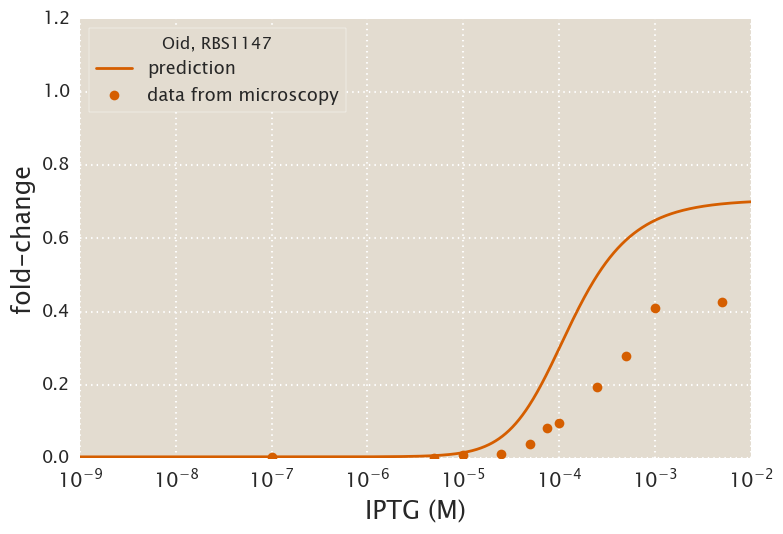 Oid, RBS1147
prediction
data from microscopy
1.2
1.0
0.8
0.6
0.4
0.2
0.0
fold-change
10⁻⁹ 10⁻⁸ 10⁻⁷ 10⁻⁶ 10⁻⁵ 10⁻⁴ 10⁻³ 10⁻²
IPTG (M)